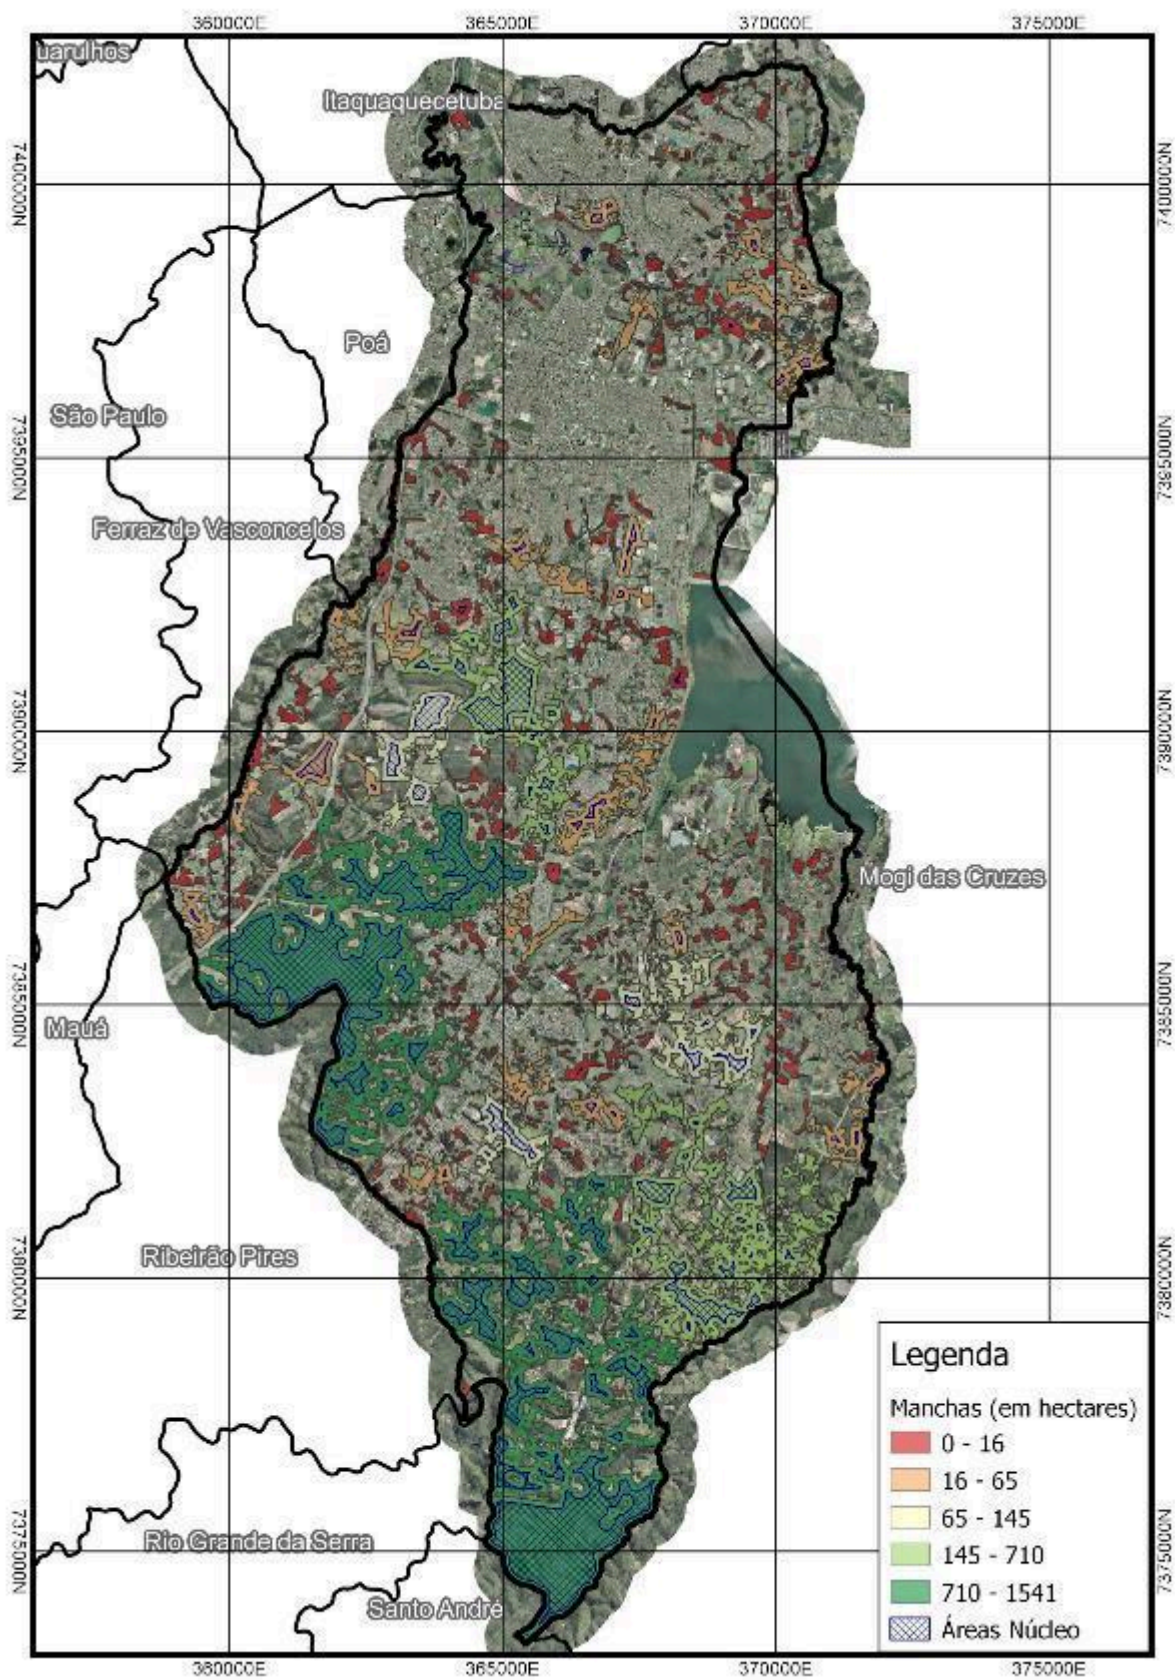 360000E 365000E 370000E 375000E
uarulhos
Itaquaquecetuba
7400000N 7400000N
Poá
São Paulo
7395000N 7395000N
Ferraz de Vasconcelos
7390000N 7390000N
Mogi das Cruzes
7385000N 7385000N
Mauá
Ribeirão Pires
7380000N 7380000N
Legenda
Manchas (em hectares)
0 - 16
16 - 65
65 - 145
145 - 710
710 - 1541
Áreas Núcleo
Rio Grande da Serra
7375000N 7375000N
Santo André
360000E 365000E 370000E 375000E